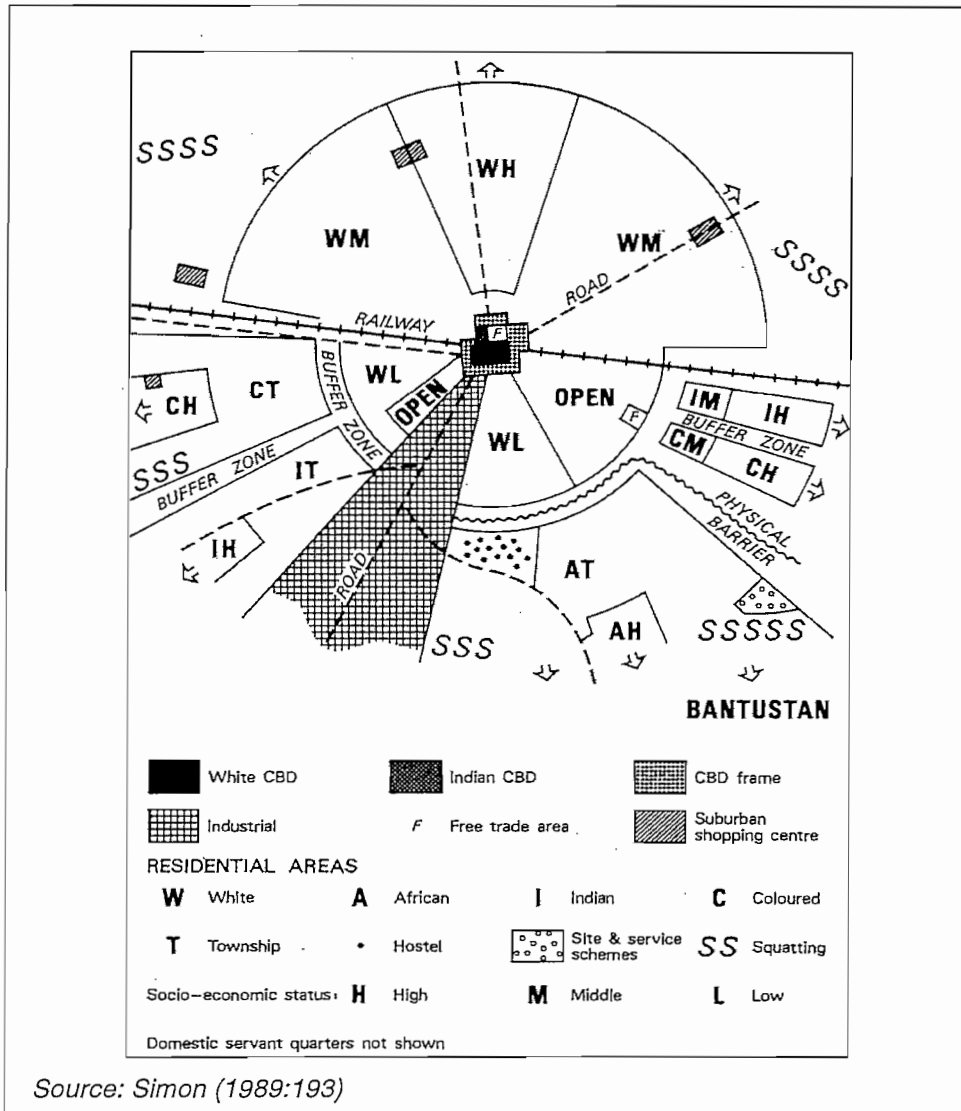 SSSS
WH
WM
WM
SSSS
ROAD
RAILWAY
F
WL
OPEN
OPEN
WL
F
BUFFER ZONE
CT
CH
SSS
BUFFER ZONE
IT
IH
IM
IH
BUFFER ZONE
CM
CH
PHYSICAL
BARRIER
ROAD
AT
AH
SSS
SSSSS
BANTUSTAN
White CBD
Indian CBD
CBD frame
Industrial
F Free trade area
Suburban
shopping centre
RESIDENTIAL AREAS
W White
A African
I Indian
C Coloured
T Township
Hostel
Site & service
schemes
SS Squatting
Socio-economic status: H High
M Middle
L Low
Domestic servant quarters not shown
Source: Simon (1989:193)